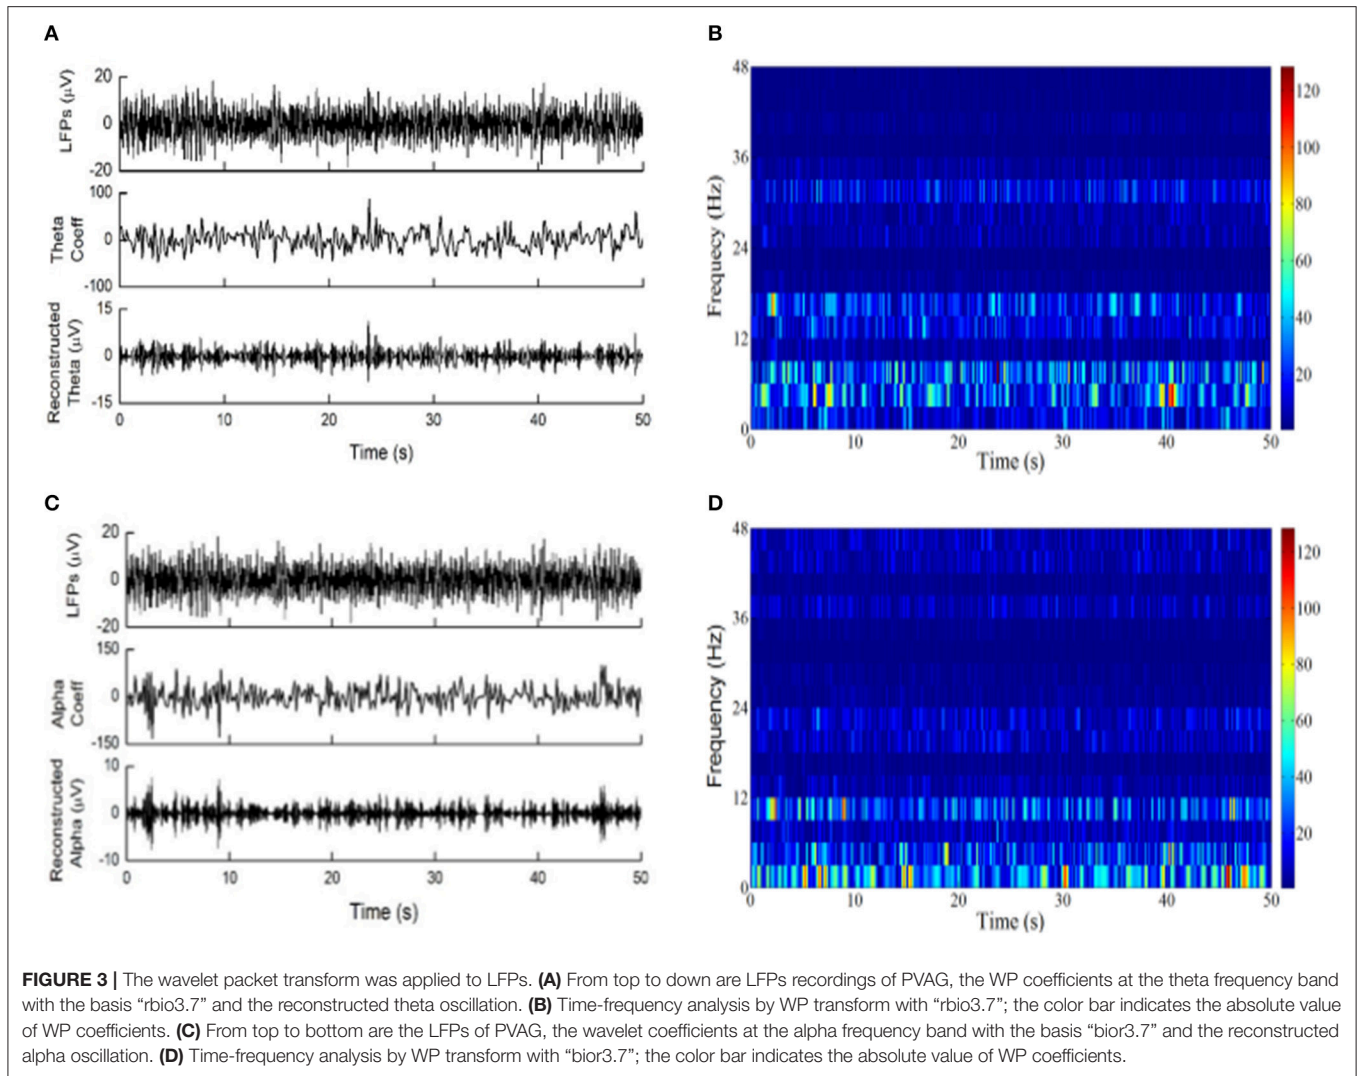 A
20
0
-20
LFPs (μV)
100
0
-100
Theta
Coeff
15
0
-15
Reconstructed
Theta (μV)
0 10 20 30 40 50
Time (s)
B
48
36
24
12
0
Frequecy (Hz)
0 10 20 30 40 50
Time (s)
120
100
80
60
40
20
C
20
0
-20
LFPs (μV)
150
0
-150
Alpha
Coeff
10
0
-10
Reconstructed
Alpha (μV)
0 10 20 30 40 50
Time (s)
D
48
36
24
12
0
Frequency (Hz)
0 10 20 30 40 50
Time (s)
120
100
80
60
40
20
FIGURE 3 | The wavelet packet transform was applied to LFPs. (A) From top to down are LFPs recordings of PVAG, the WP coefficients at the theta frequency band
with the basis “rbio3.7” and the reconstructed theta oscillation. (B) Time-frequency analysis by WP transform with “rbio3.7”; the color bar indicates the absolute value
of WP coefficients. (C) From top to bottom are the LFPs of PVAG, the wavelet coefficients at the alpha frequency band with the basis “bior3.7” and the reconstructed
alpha oscillation. (D) Time-frequency analysis by WP transform with “bior3.7”; the color bar indicates the absolute value of WP coefficients.